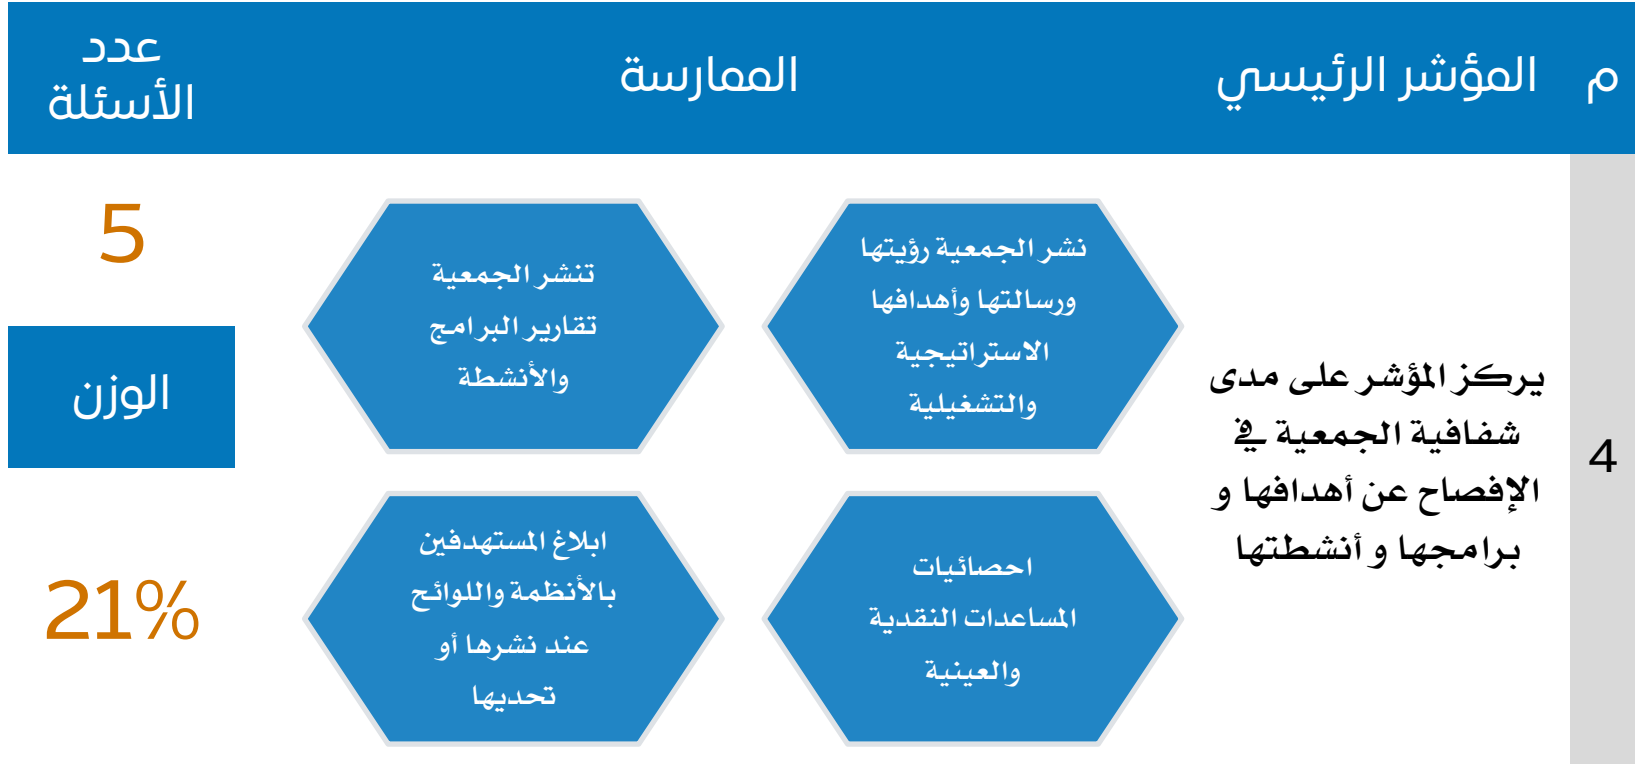 م
المؤشر الرئيسي
الممارسة
عدد
الأسئلة
4
يركز المؤشر على مدى
شفافية الجمعية في
الإفصاح عن أهدافها و
برامجها و أنشطتها
نشر الجمعية رؤيتها
ورسالتها وأهدافها
الاستراتيجية
والتشغيلية
تنشر الجمعية
تقارير البرامج
والأنشطة
احصائيات
المساعدات النقدية
والعينية
ابلاغ المستهدفين
بالأنظمة واللوائح
عند نشرها أو
تحديها
5
الوزن
21%